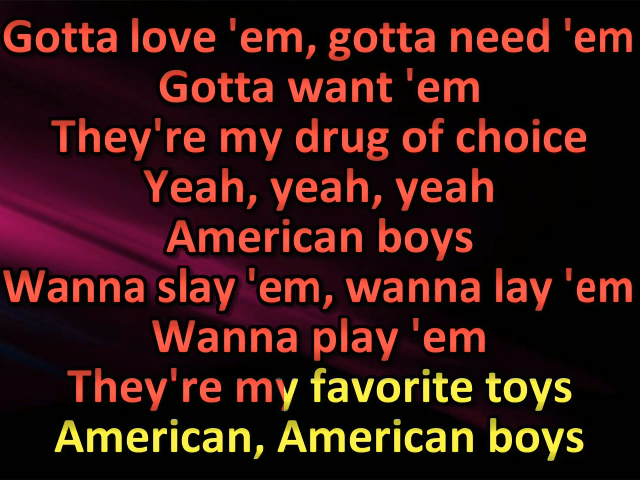 Gotta love 'em, gotta need 'em
Gotta want 'em
They're my drug of choice
Yeah, yeah, yeah
American boys
Wanna slay 'em, wanna lay 'em
Wanna play 'em
They're my favorite toys
American, American boys